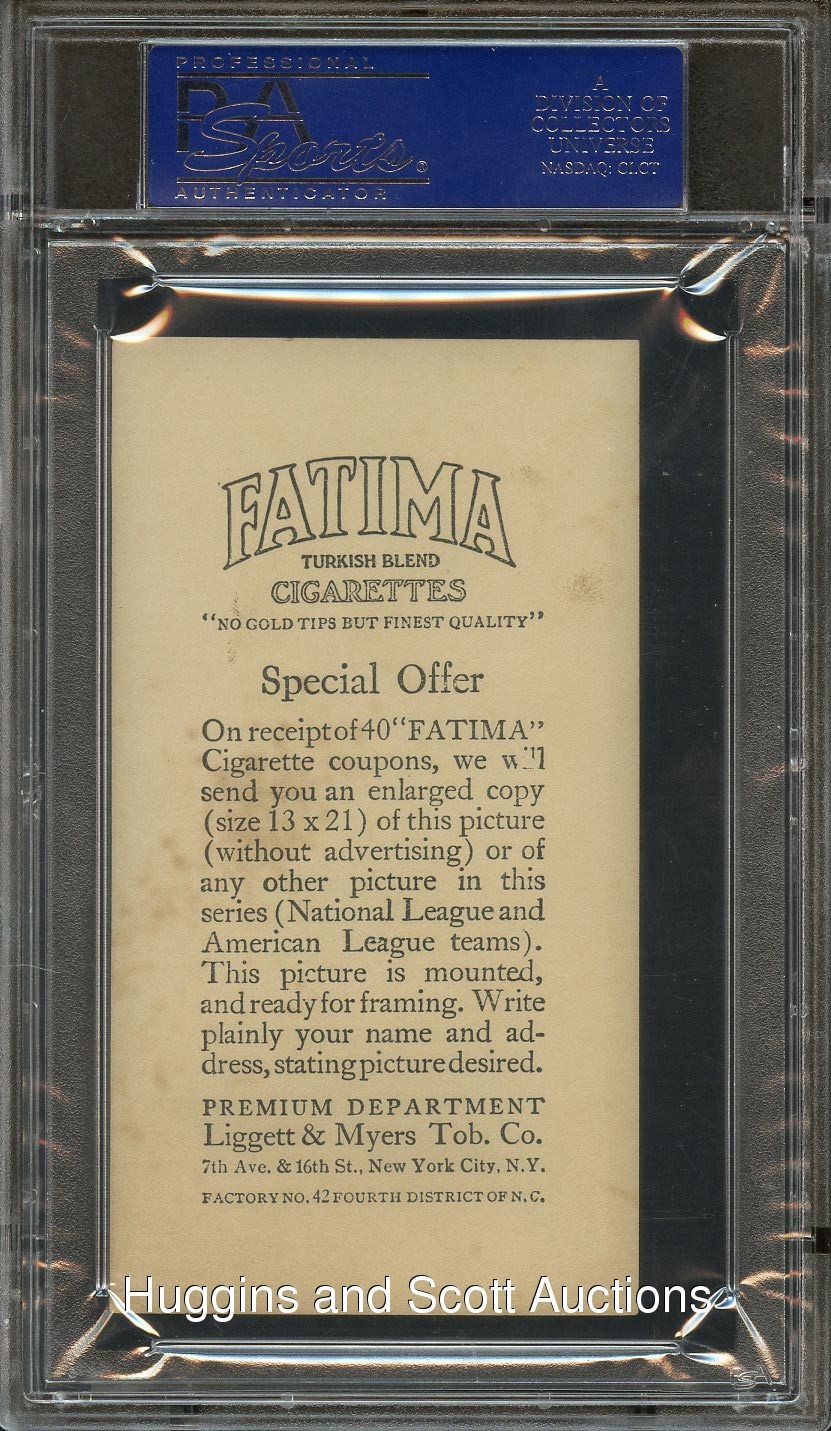 PROFESSIONAL
PSA
Sports®
AUTHENTICATOR
A
DIVISION OF
COLLECTORS
UNIVERSE
NASDAQ: CLCT
FATIMA
TURKISH BLEND
CIGARETTES
"NO GOLD TIPS BUT FINEST QUALITY"
Special Offer
On receipt of 40 "FATIMA"
Cigarette coupons, we will
send you an enlarged copy
(size 13 x 21) of this picture
(without advertising) or of
any other picture in this
series (National League and
American League teams).
This picture is mounted,
and ready for framing. Write
plainly your name and ad-
dress, stating picture desired.
PREMIUM DEPARTMENT
Liggett & Myers Tob. Co.
7th Ave. & 16th St., New York City, N.Y.
FACTORY NO. 42 FOURTH DISTRICT OF N. C.
Huggins and Scott Auctions
PSA